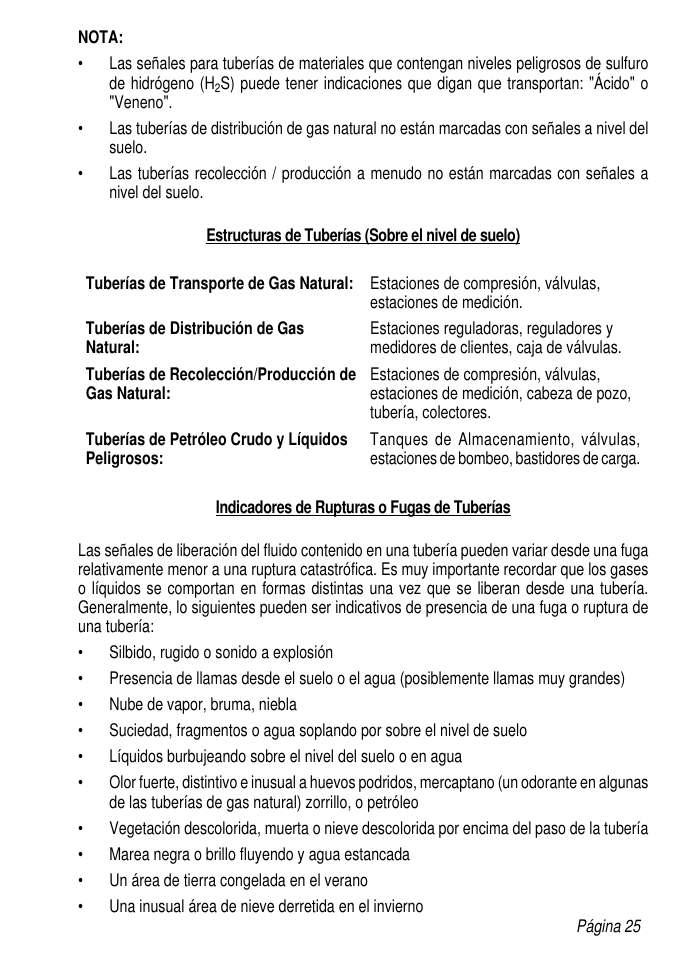 NOTA:
• Las señales para tuberías de materiales que contengan niveles peligrosos de sulfuro
de hidrógeno (H₂S) puede tener indicaciones que digan que transportan: "Ácido" o
"Veneno".
• Las tuberías de distribución de gas natural no están marcadas con señales a nivel del
suelo.
• Las tuberías recolección / producción a menudo no están marcadas con señales a
nivel del suelo.
Estructuras de Tuberías (Sobre el nivel de suelo)
Tuberías de Transporte de Gas Natural: Estaciones de compresión, válvulas,
estaciones de medición.
Tuberías de Distribución de Gas Estaciones reguladoras, reguladores y
Natural: medidores de clientes, caja de válvulas.
Tuberías de Recolección/Producción de Estaciones de compresión, válvulas,
Gas Natural: estaciones de medición, cabeza de pozo,
tubería, colectores.
Tuberías de Petróleo Crudo y Líquidos Tanques de Almacenamiento, válvulas,
Peligrosos: estaciones de bombeo, bastidores de carga.
Indicadores de Rupturas o Fugas de Tuberías
Las señales de liberación del fluido contenido en una tubería pueden variar desde una fuga
relativamente menor a una ruptura catastrófica. Es muy importante recordar que los gases
o líquidos se comportan en formas distintas una vez que se liberan desde una tubería.
Generalmente, lo siguientes pueden ser indicativos de presencia de una fuga o ruptura de
una tubería:
• Silbido, rugido o sonido a explosión
• Presencia de llamas desde el suelo o el agua (posiblemente llamas muy grandes)
• Nube de vapor, bruma, niebla
• Suciedad, fragmentos o agua soplando por sobre el nivel de suelo
• Líquidos burbujeando sobre el nivel del suelo o en agua
• Olor fuerte, distintivo e inusual a huevos podridos, mercaptano (un odorante en algunas
de las tuberías de gas natural) zorrillo, o petróleo
• Vegetación descolorida, muerta o nieve descolorida por encima del paso de la tubería
• Marea negra o brillo fluyendo y agua estancada
• Un área de tierra congelada en el verano
• Una inusual área de nieve derretida en el invierno
Página 25